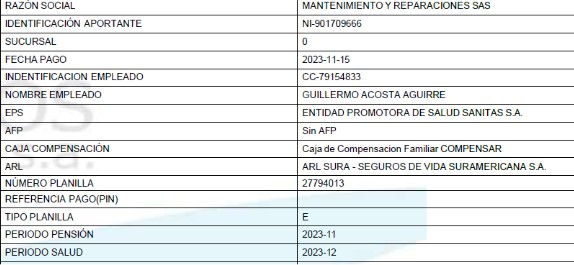 RAZÓN SOCIAL MANTENIMIENTO Y REPARACIONES SAS
IDENTIFICACIÓN APORTANTE NI-901709666
SUCURSAL 0
FECHA PAGO 2023-11-15
INDENTIFICACION EMPLEADO CC-79154833
NOMBRE EMPLEADO GUILLERMO ACOSTA AGUIRRE
EPS ENTIDAD PROMOTORA DE SALUD SANITAS S.A.
AFP Sin AFP
CAJA COMPENSACIÓN Caja de Compensacion Familiar COMPENSAR
ARL ARL SURA - SEGUROS DE VIDA SURAMERICANA S.A.
NÚMERO PLANILLA 27794013
REFERENCIA PAGO(PIN)
TIPO PLANILLA E
PERIODO PENSIÓN 2023-11
PERIODO SALUD 2023-12
os
s.a.